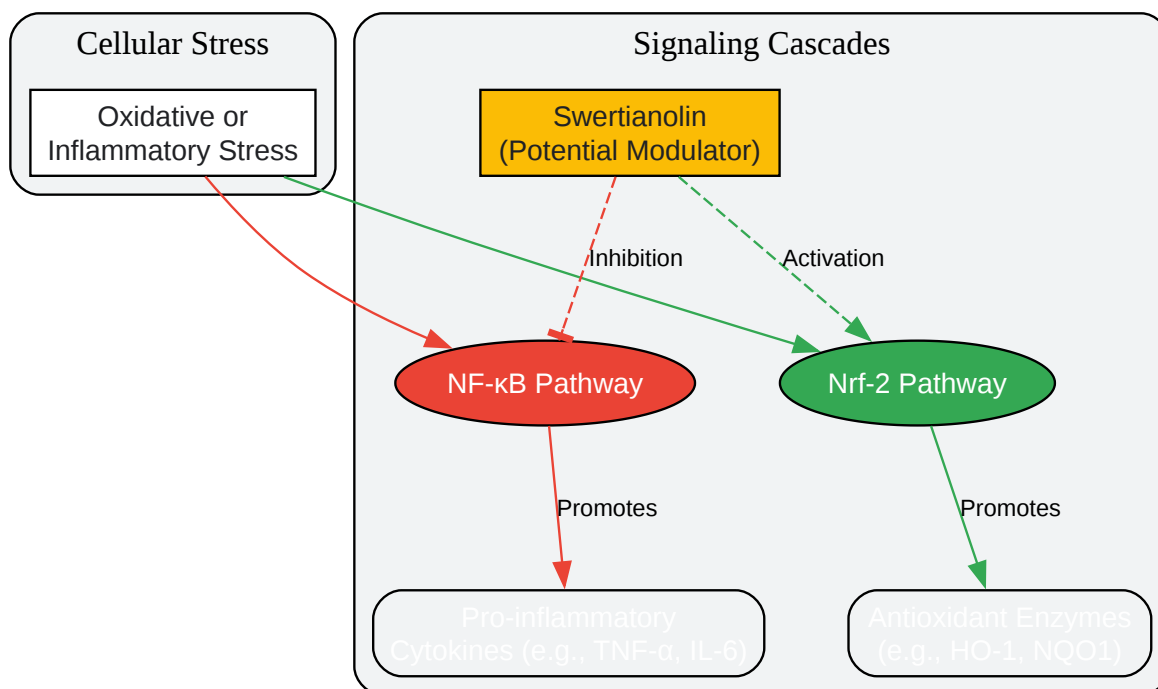 Cellular Stress
Signaling Cascades
Oxidative or
Inflammatory Stress
Swertianolin
(Potential Modulator)
Inhibition
Activation
NF-κB Pathway
Nrf-2 Pathway
Promotes
Promotes
Pro-inflammatory
Cytokines (e.g., TNF-α, IL-6)
Antioxidant Enzymes
(e.g., HO-1, NQO1)